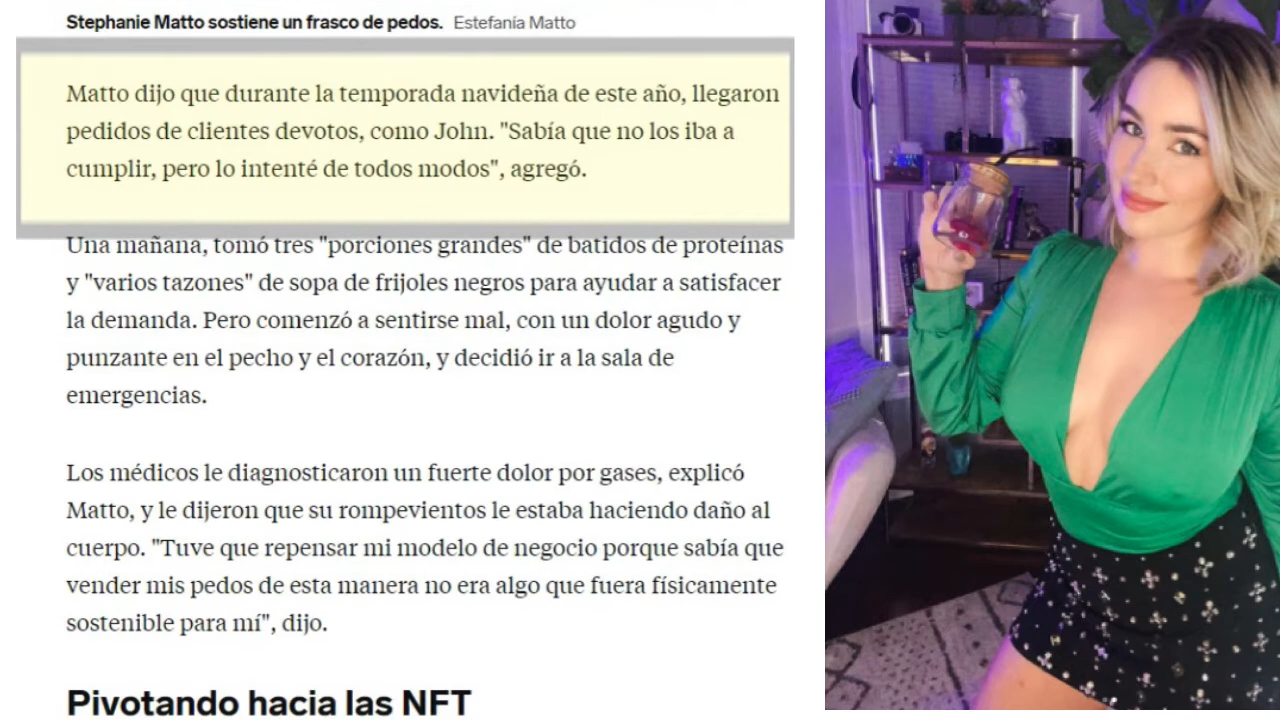 Stephanie Matto sostiene un frasco de pedos. Estefanía Matto
Matto dijo que durante la temporada navideña de este año, llegaron
pedidos de clientes devotos, como John. "Sabía que no los iba a
cumplir, pero lo intenté de todos modos", agregó.
Una mañana, tomó tres "porciones grandes" de batidos de proteínas
y "varios tazones" de sopa de frijoles negros para ayudar a satisfacer
la demanda. Pero comenzó a sentirse mal, con un dolor agudo y
punzante en el pecho y el corazón, y decidió ir a la sala de
emergencias.
Los médicos le diagnosticaron un fuerte dolor por gases, explicó
Matto, y le dijeron que su rompevientos le estaba haciendo daño al
cuerpo. "Tuve que repensar mi modelo de negocio porque sabía que
vender mis pedos de esta manera no era algo que fuera físicamente
sostenible para mí", dijo.
Pivotando hacia las NFT